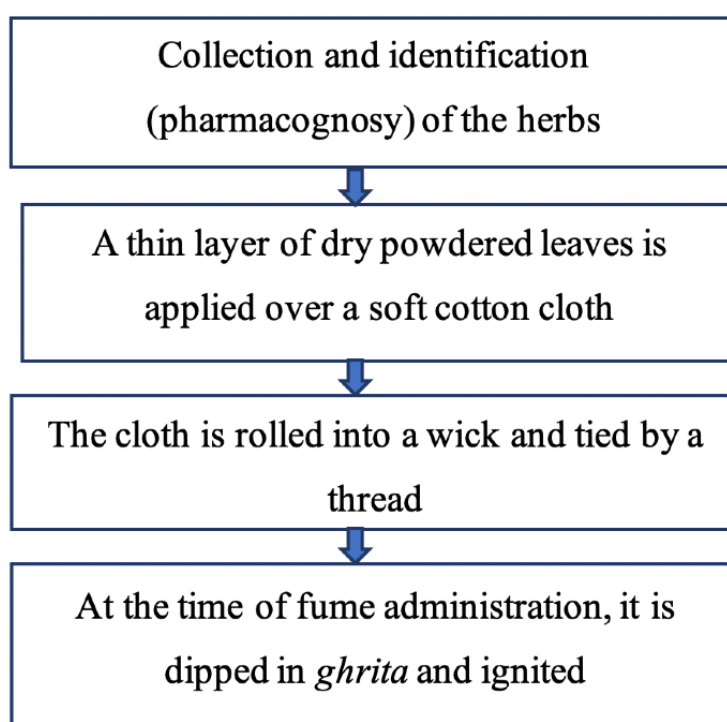 Collection and identification
(pharmacognosy) of the herbs
A thin layer of dry powdered leaves is
applied over a soft cotton cloth
The cloth is rolled into a wick and tied by a
thread
At the time of fume administration, it is
dipped in ghrita and ignited